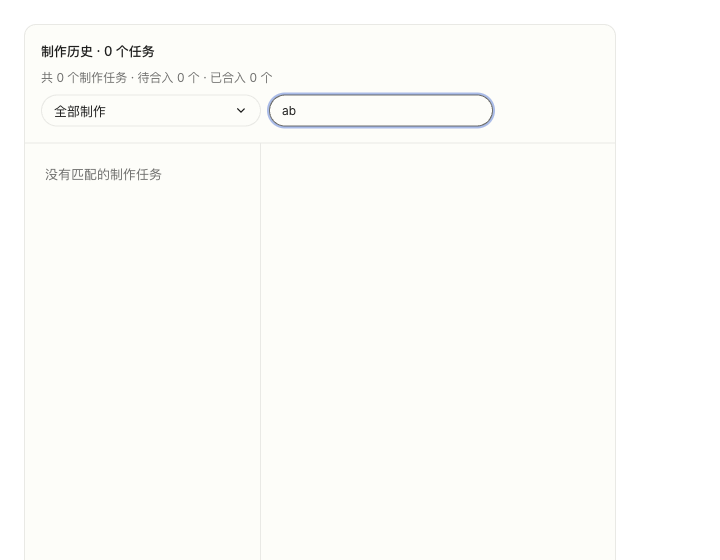 制作历史 · 0 个任务
共 0 个制作任务 · 待合入 0 个 · 已合入 0 个
全部制作
ab
没有匹配的制作任务